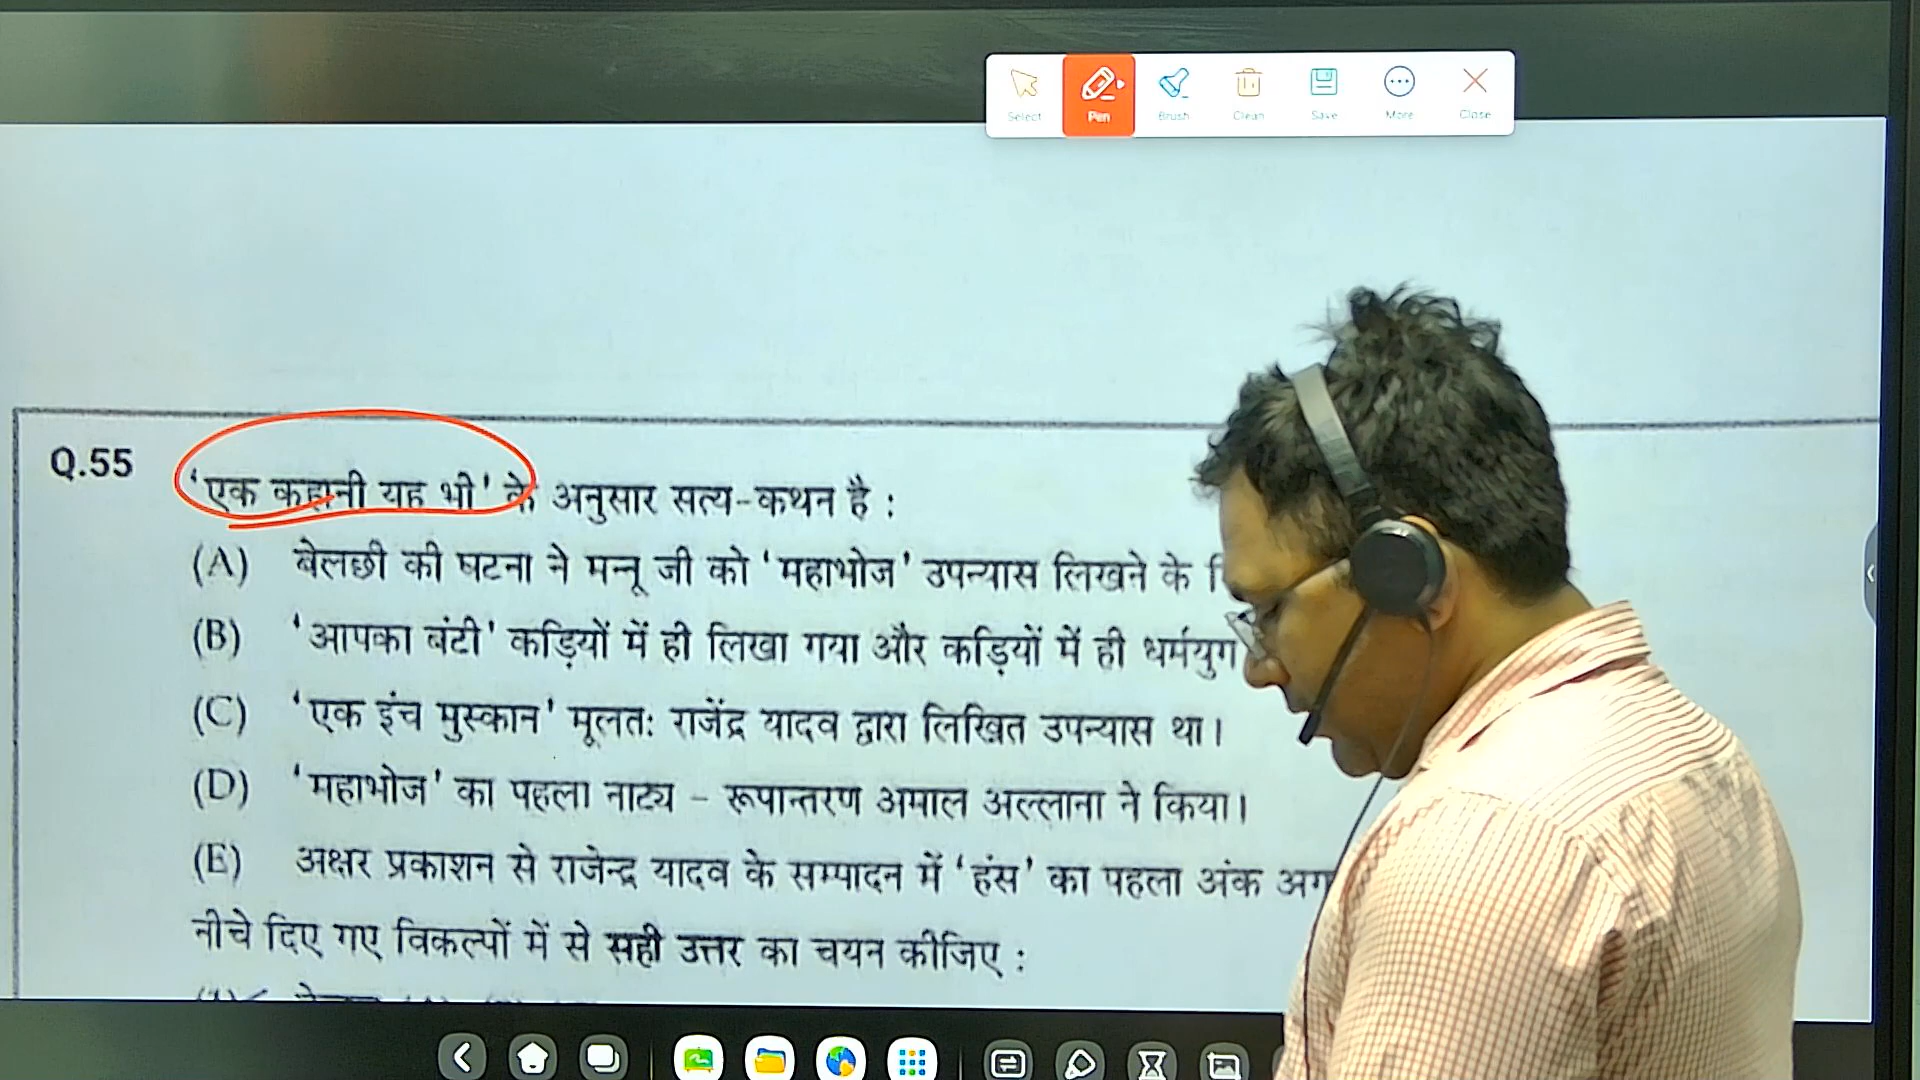 Select Pen Brush Clean Save More Close
Q.55 'एक कहानी यह भी' के अनुसार सत्य-कथन है :
(A) बेलछी की घटना ने मन्नू जी को 'महाभोज' उपन्यास लिखने के
(B) 'आपका बंटी' कड़ियों में ही लिखा गया और कड़ियों में ही धर्मयुग
(C) 'एक इंच मुस्कान' मूलत: राजेंद्र यादव द्वारा लिखित उपन्यास था।
(D) 'महाभोज' का पहला नाट्य - रूपान्तरण अमाल अल्लाना ने किया।
(E) अक्षर प्रकाशन से राजेन्द्र यादव के सम्पादन में 'हंस' का पहला अंक
नीचे दिए गए विकल्पों में से सही उत्तर का चयन कीजिए :